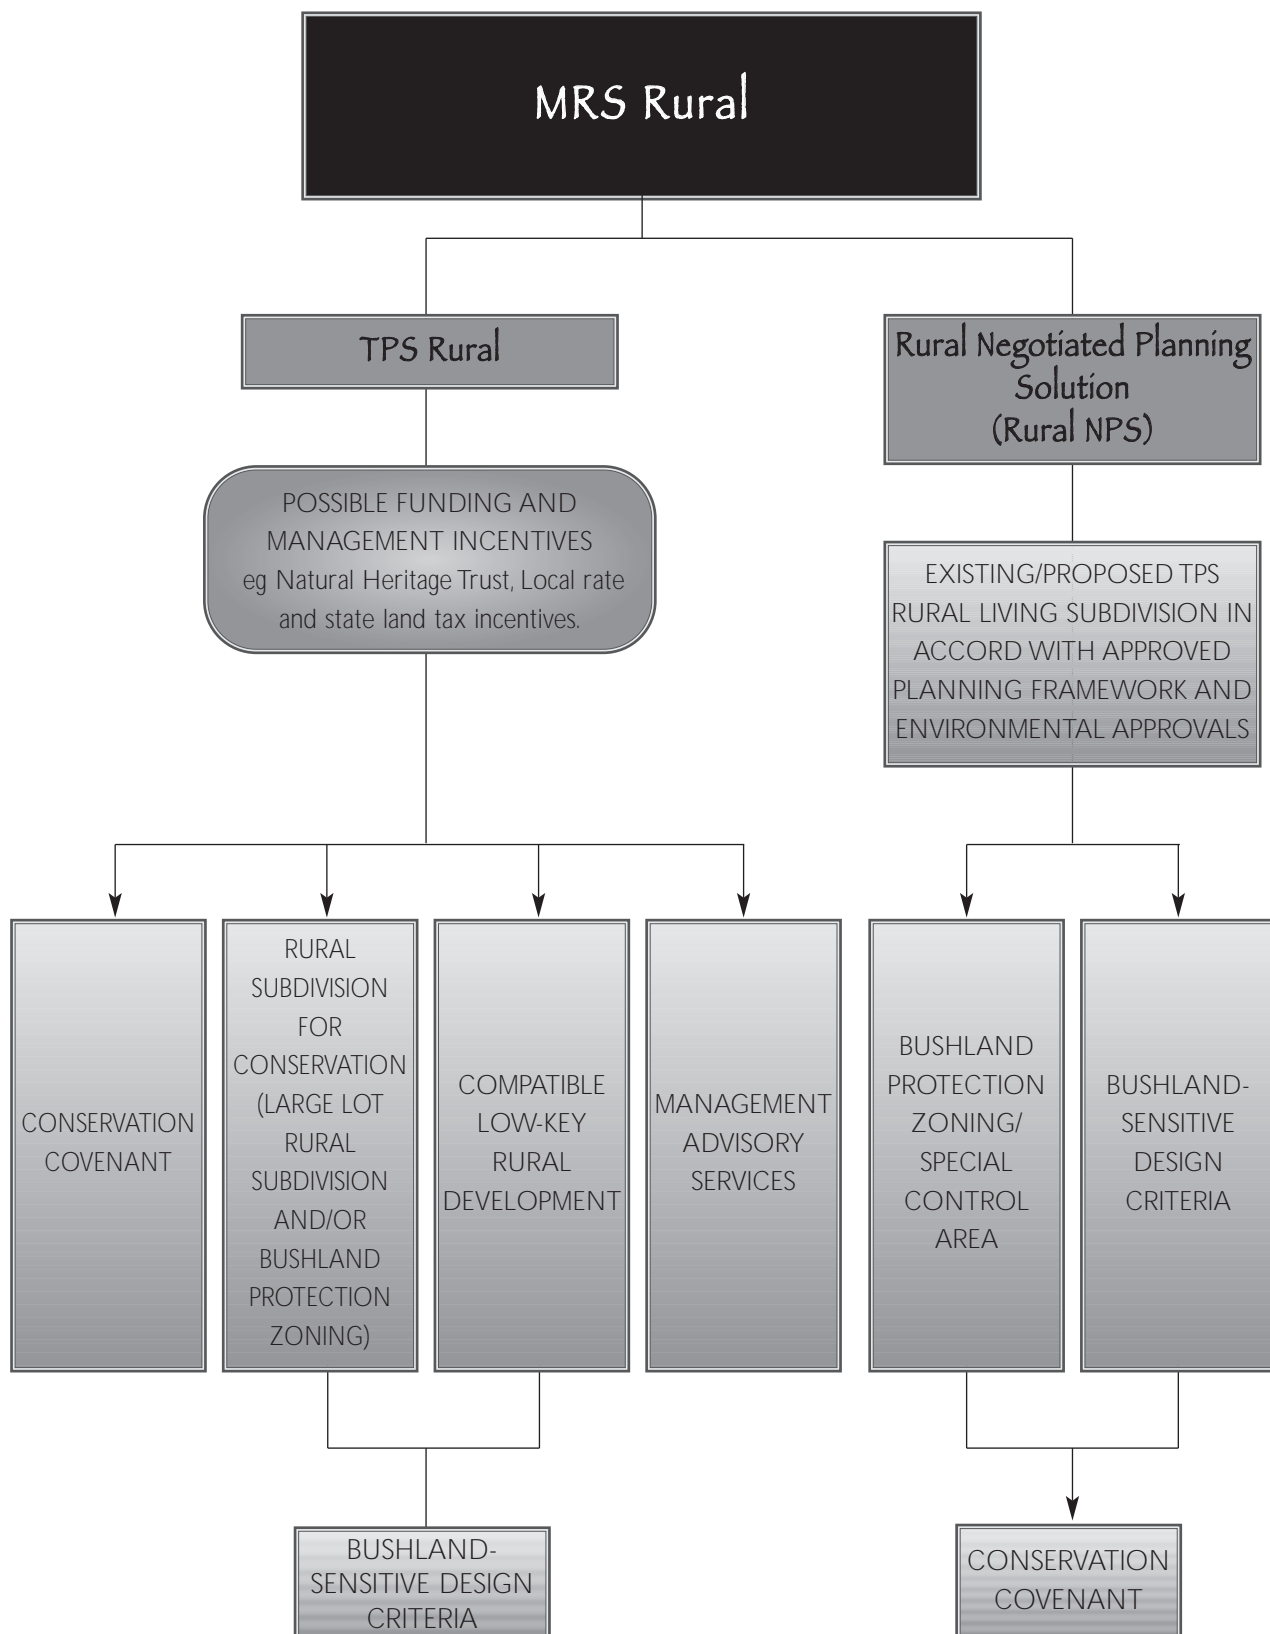 MRS Rural
TPS Rural
Rural Negotiated Planning
Solution
(Rural NPS)
POSSIBLE FUNDING AND
MANAGEMENT INCENTIVES
eg Natural Heritage Trust, Local rate
and state land tax incentives.
EXISTING/PROPOSED TPS
RURAL LIVING SUBDIVISION IN
ACCORD WITH APPROVED
PLANNING FRAMEWORK AND
ENVIRONMENTAL APPROVALS
CONSERVATION
COVENANT
RURAL
SUBDIVISION
FOR
CONSERVATION
(LARGE LOT
RURAL
SUBDIVISION
AND/OR
BUSHLAND
PROTECTION
ZONING)
COMPATIBLE
LOW-KEY
RURAL
DEVELOPMENT
MANAGEMENT
ADVISORY
SERVICES
BUSHLAND
PROTECTION
ZONING/
SPECIAL
CONTROL
AREA
BUSHLAND-
SENSITIVE
DESIGN
CRITERIA
BUSHLAND-
SENSITIVE DESIGN
CRITERIA
CONSERVATION
COVENANT